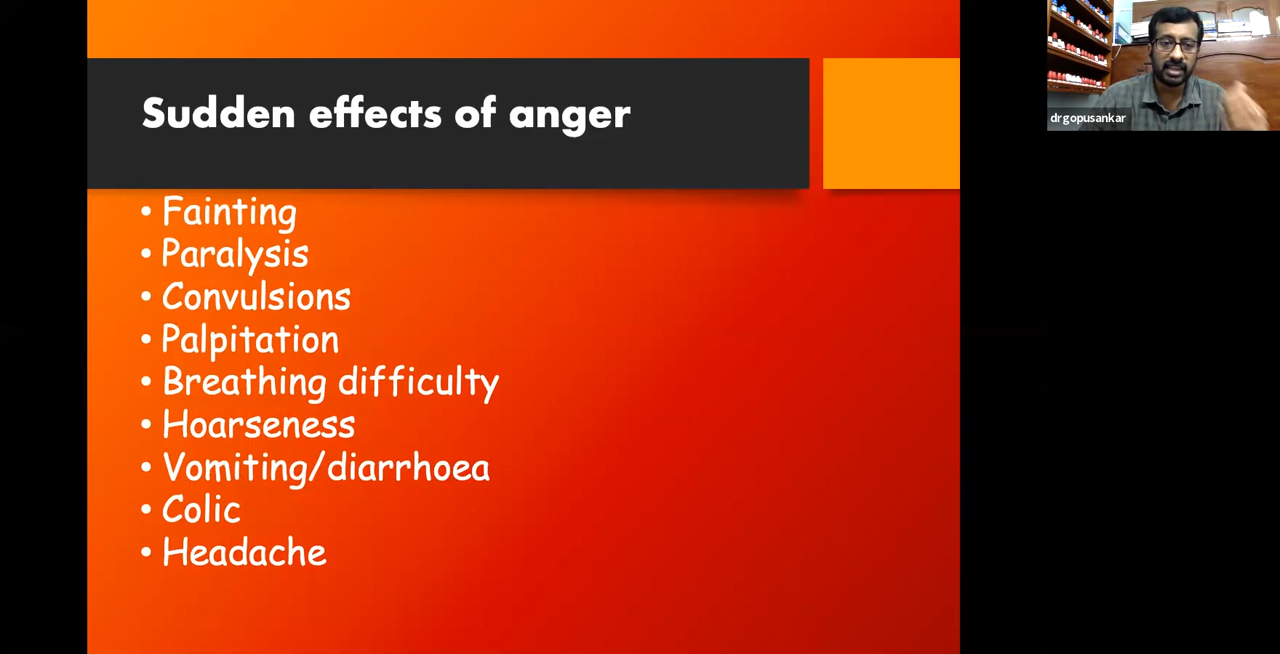 Sudden effects of anger
• Fainting
• Paralysis
• Convulsions
• Palpitation
• Breathing difficulty
• Hoarseness
• Vomiting/diarrhoea
• Colic
• Headache
drgopusankar